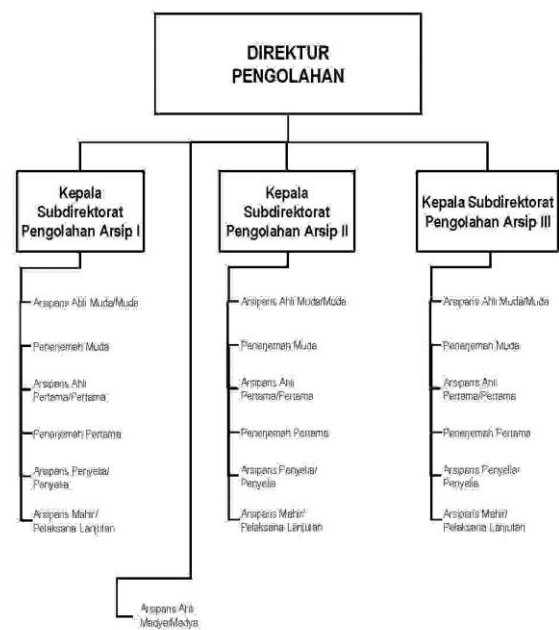 DIREKTUR
PENGOLAHAN
Kepala
Subdirektorat
Pengolahan Arsip I
Arsiparis Ahli Muda/Muda
Penerjemah Muda
Arsiparis Ahli
Pertama/Pertama
Penerjemah Pertama
Arsiparis Penyelia/
Penyelia
Arsiparis Mahir/
Pelaksana Lanjutan
Kepala
Subdirektorat
Pengolahan Arsip II
Arsiparis Ahli Muda/Muda
Penerjemah Muda
Arsiparis Ahli
Pertama/Pertama
Penerjemah Pertama
Arsiparis Penyelia/
Penyelia
Arsiparis Mahir/
Pelaksana Lanjutan
Kepala Subdirektorat
Pengolahan Arsip III
Arsiparis Ahli Muda/Muda
Penerjemah Muda
Arsiparis Ahli
Pertama/Pertama
Penerjemah Pertama
Arsiparis Penyelia/
Penyelia
Arsiparis Mahir/
Pelaksana Lanjutan
Arsiparis Ahli
Madya/Madya